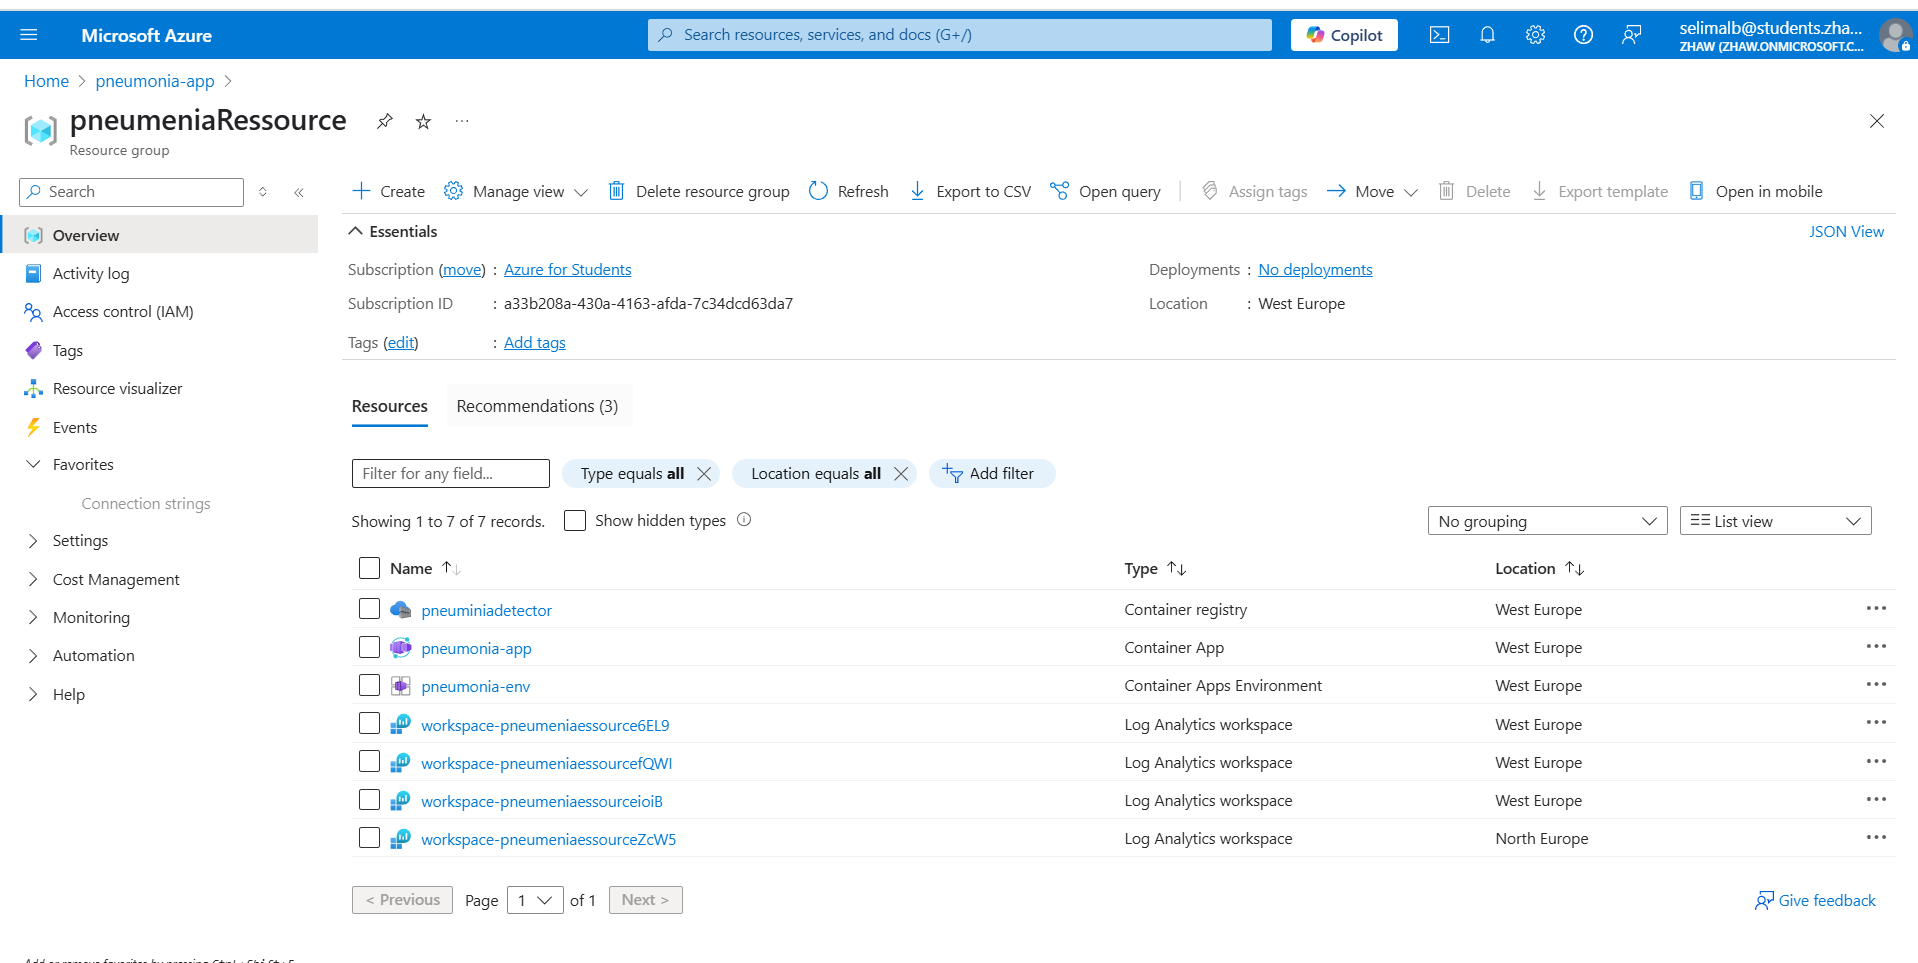 Microsoft Azure
Search resources, services, and docs (G+/)
Copilot
selimalb@students.zha...
ZHAW (ZHAW.ONMICROSOFT.C...
Home > pneumonia-app >
pneumeniaRessource
Resource group
Search
Create
Manage view
Delete resource group
Refresh
Export to CSV
Open query
Assign tags
Move
Delete
Export template
Open in mobile
Overview
Activity log
Access control (IAM)
Tags
Resource visualizer
Events
Favorites
Connection strings
Settings
Cost Management
Monitoring
Automation
Help
Essentials
JSON View
Subscription (move) : Azure for Students
Deployments : No deployments
Subscription ID : a33b208a-430a-4163-afda-7c34dcd63da7
Location : West Europe
Tags (edit) : Add tags
Resources
Recommendations (3)
Filter for any field...
Type equals all
Location equals all
Add filter
Showing 1 to 7 of 7 records.
Show hidden types
No grouping
List view
Name Type Location
pneuminiadetector Container registry West Europe
pneumonia-app Container App West Europe
pneumonia-env Container Apps Environment West Europe
workspace-pneumeniaessource6EL9 Log Analytics workspace West Europe
workspace-pneumeniaessourcefQWI Log Analytics workspace West Europe
workspace-pneumeniaessourceioiB Log Analytics workspace West Europe
workspace-pneumeniaessourceZcW5 Log Analytics workspace North Europe
< Previous Page 1 of 1 Next >
Give feedback
Add or remove favorites by pressing